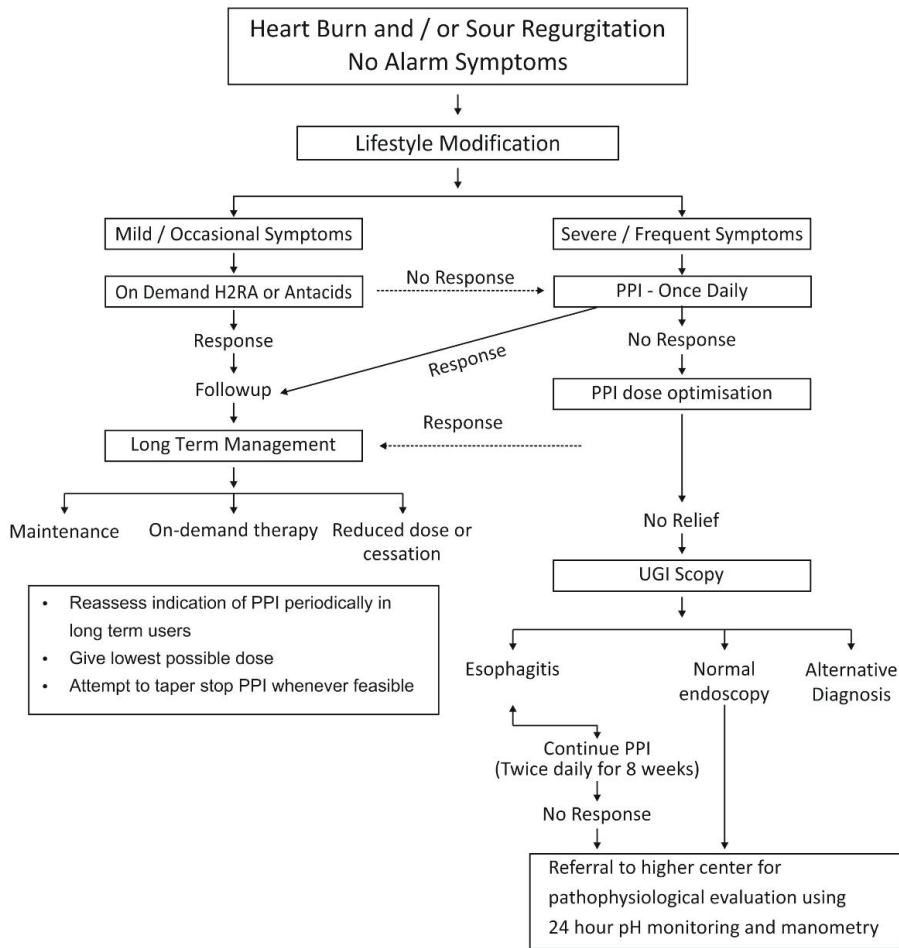 Heart Burn and / or Sour Regurgitation
No Alarm Symptoms
Lifestyle Modification
Mild / Occasional Symptoms
Severe / Frequent Symptoms
On Demand H2RA or Antacids
No Response
PPI - Once Daily
Response
Response
No Response
Followup
PPI dose optimisation
Response
Long Term Management
Maintenance
On-demand therapy
Reduced dose or
cessation
No Relief
UGI Scopy
• Reassess indication of PPI periodically in
long term users
• Give lowest possible dose
• Attempt to taper stop PPI whenever feasible
Esophagitis
Normal
endoscopy
Alternative
Diagnosis
Continue PPI
(Twice daily for 8 weeks)
No Response
Referral to higher center for
pathophysiological evaluation using
24 hour pH monitoring and manometry